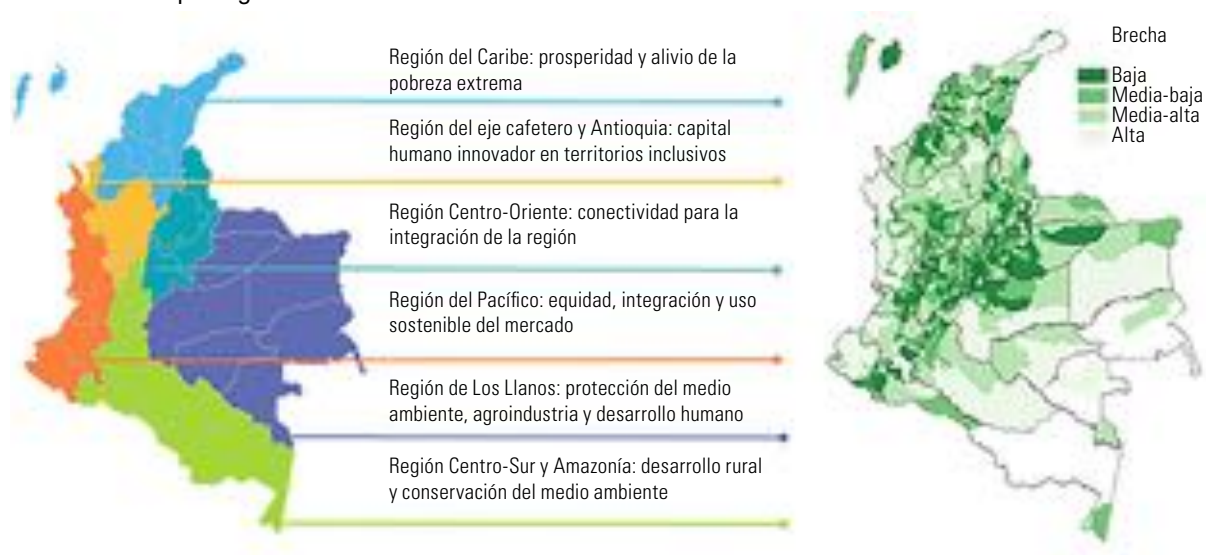 Región del Caribe: prosperidad y alivio de la
pobreza extrema
Región del eje cafetero y Antioquia: capital
humano innovador en territorios inclusivos
Región Centro-Oriente: conectividad para la
integración de la región
Región del Pacífico: equidad, integración y uso
sostenible del mercado
Región de Los Llanos: protección del medio
ambiente, agroindustria y desarrollo humano
Región Centro-Sur y Amazonía: desarrollo rural
y conservación del medio ambiente
Brecha
Baja
Media-baja
Media-alta
Alta